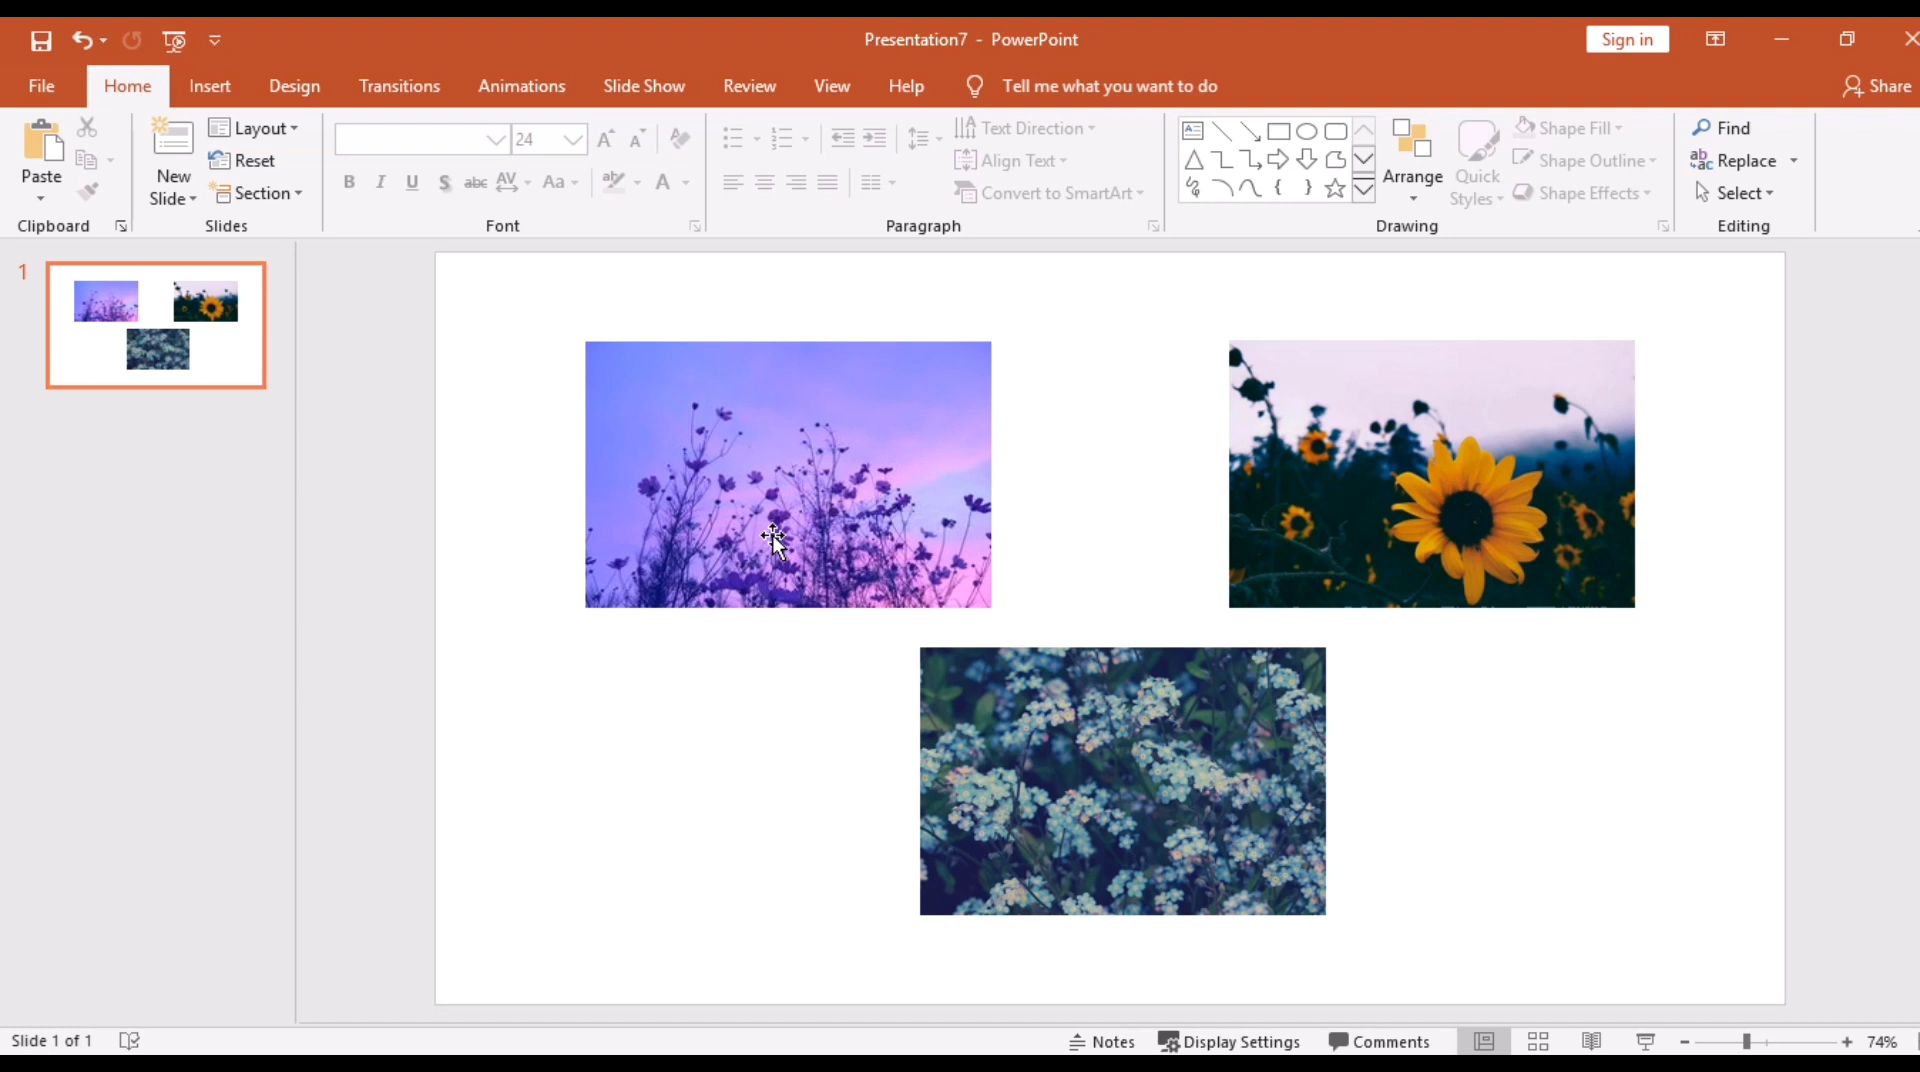 Presentation7 - PowerPoint
Sign in
File Home Insert Design Transitions Animations Slide Show Review View Help Tell me what you want to do Share
Paste
Clipboard
New
Slide
Layout
Reset
Section
Slides
24
B I U S abc AV Aa A
Font
Text Direction
Align Text
Convert to SmartArt
Paragraph
Arrange
Quick
Styles
Shape Fill
Shape Outline
Shape Effects
Drawing
Find
Replace
Select
Editing
1
Slide 1 of 1
Notes Display Settings Comments 74%